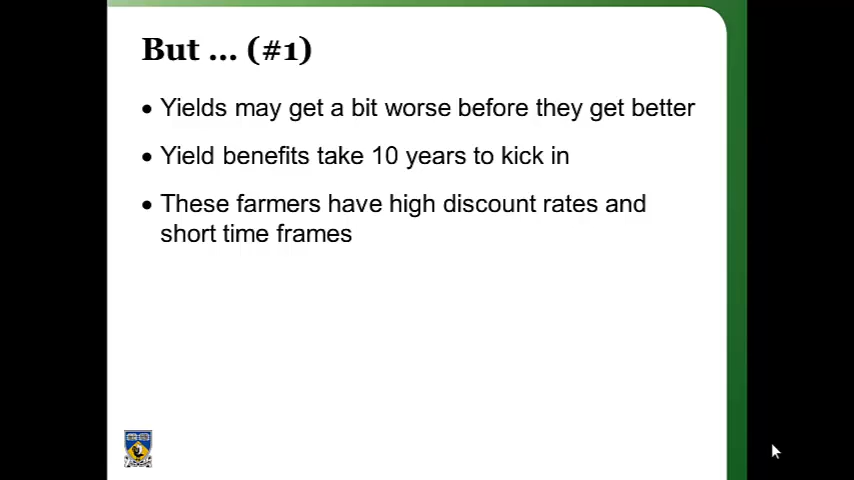 But ... (#1)
• Yields may get a bit worse before they get better
• Yield benefits take 10 years to kick in
• These farmers have high discount rates and
short time frames